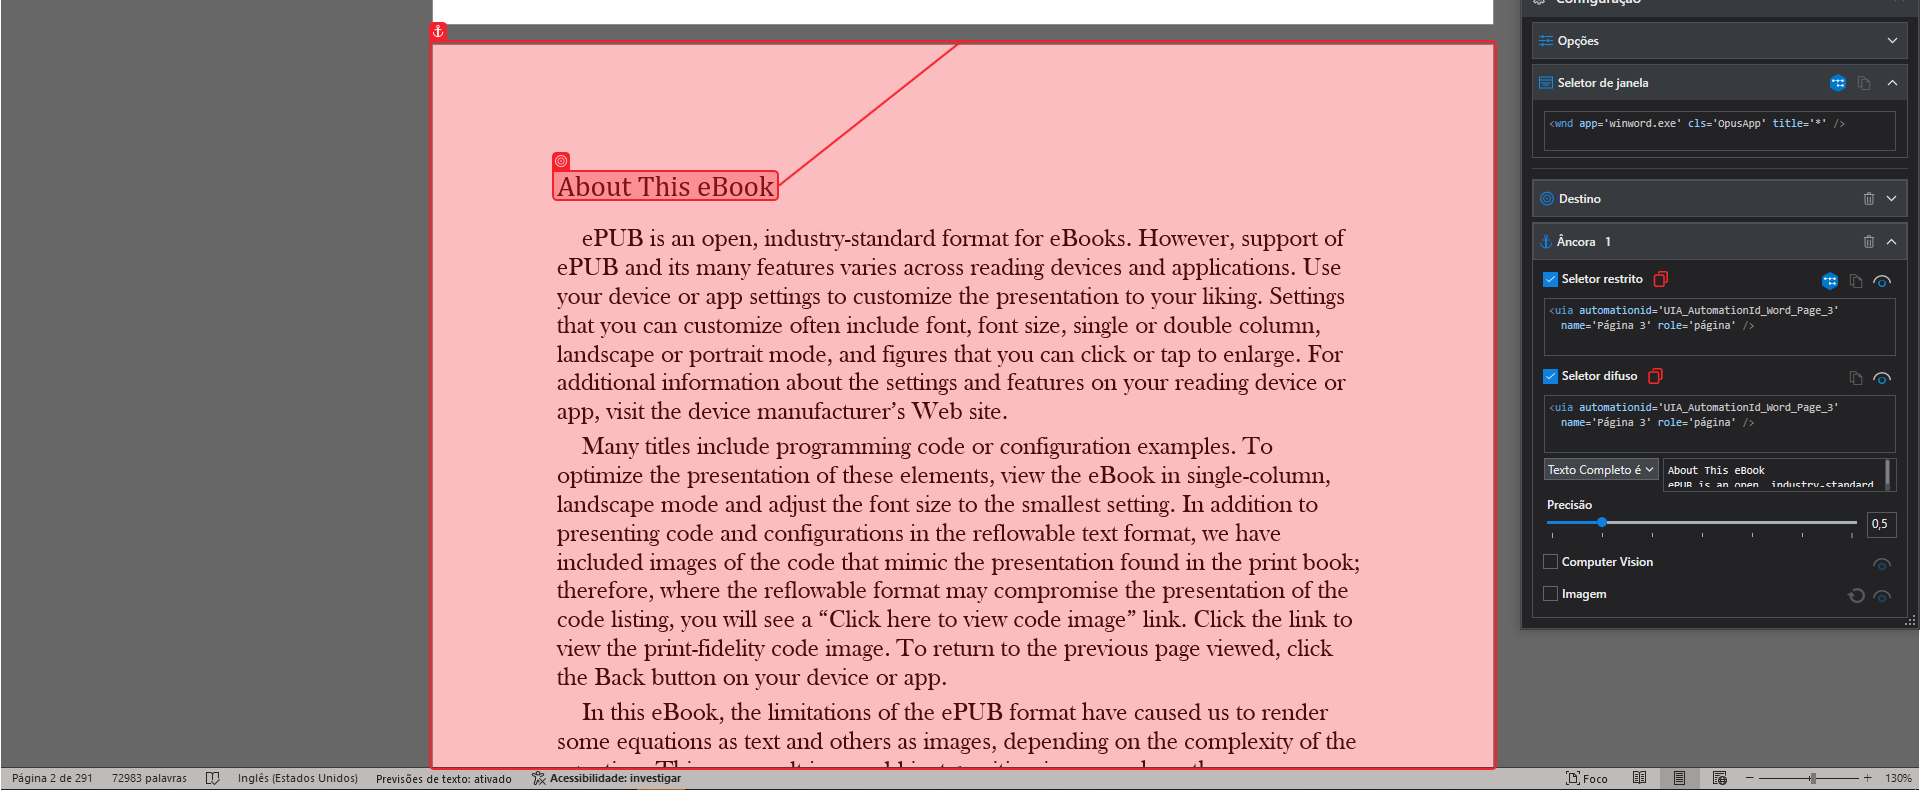 About This eBook
ePUB is an open, industry-standard format for eBooks. However, support of
ePUB and its many features varies across reading devices and applications. Use
your device or app settings to customize the presentation to your liking. Settings
that you can customize often include font, font size, single or double column,
landscape or portrait mode, and figures that you can click or tap to enlarge. For
additional information about the settings and features on your reading device or
app, visit the device manufacturer’s Web site.
Many titles include programming code or configuration examples. To
optimize the presentation of these elements, view the eBook in single-column,
landscape mode and adjust the font size to the smallest setting. In addition to
presenting code and configurations in the reflowable text format, we have
included images of the code that mimic the presentation found in the print book;
therefore, where the reflowable format may compromise the presentation of the
code listing, you will see a “Click here to view code image” link. Click the link to
view the print-fidelity code image. To return to the previous page viewed, click
the Back button on your device or app.
In this eBook, the limitations of the ePUB format have caused us to render
some equations as text and others as images, depending on the complexity of the
Configuração
Opções
Seletor de janela
<wnd app='winword.exe' cls='OpusApp' title='*' />
Destino
Âncora 1
Seletor restrito
<uia automationid='UIA_AutomationId_Word_Page_3'
name='Página 3' role='página' />
Seletor difuso
<uia automationid='UIA_AutomationId_Word_Page_3'
name='Página 3' role='página' />
Texto Completo é
About This eBook
ePUB is an open, industry-standard
Precisão
0,5
Computer Vision
Imagem
Página 2 de 291 72983 palavras Inglês (Estados Unidos) Previsões de texto: ativado Acessibilidade: investigar Foco 130%